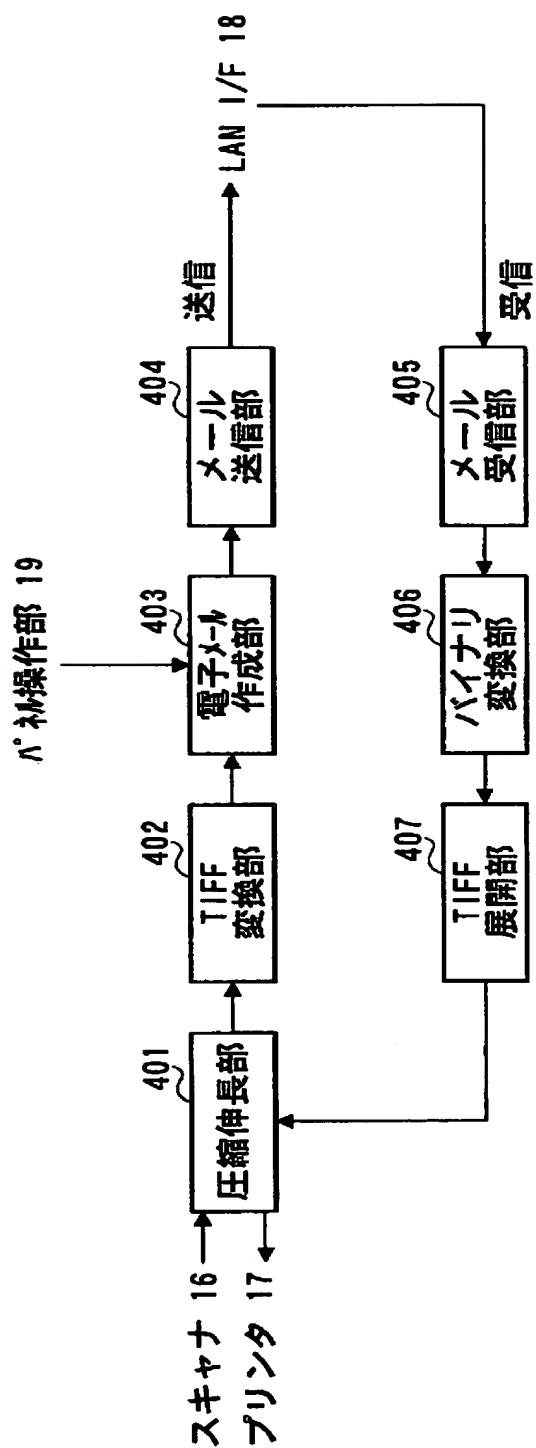 パネル操作部 19
スキャナ 16
プリンタ 17
401
圧縮伸長部
402
TIFF
変換部
403
電子メール
作成部
404
メール
送信部
送信
LAN I/F 18
407
TIFF
展開部
406
バイナリ
変換部
405
メール
受信部
受信